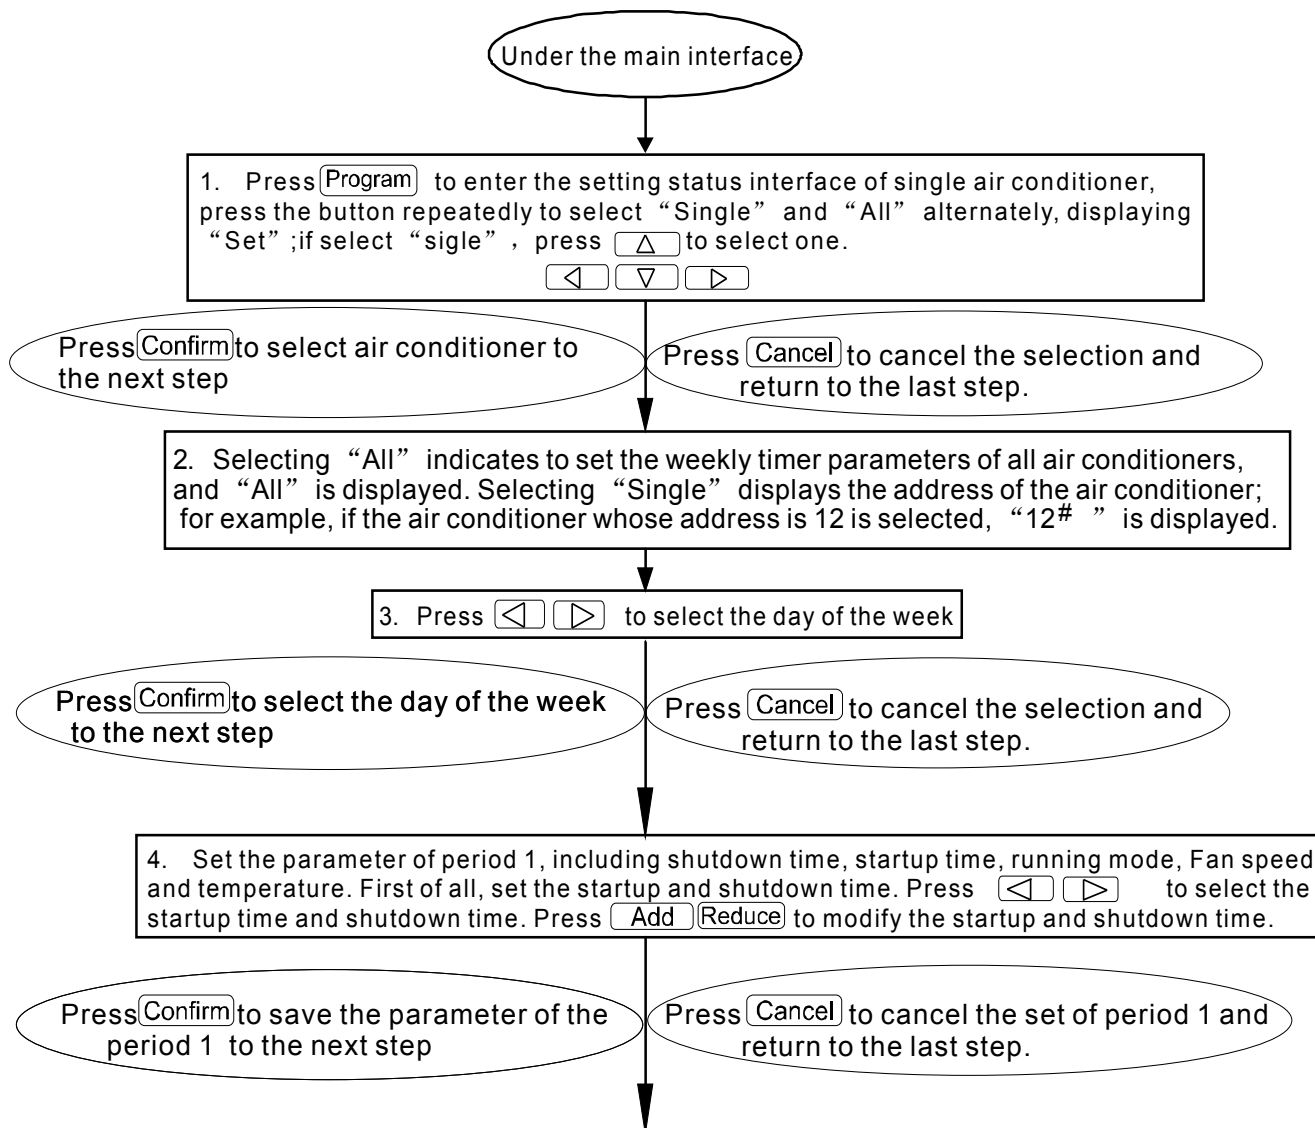 Under the main interface
1. Press Program to enter the setting status interface of single air conditioner,
press the button repeatedly to select “Single” and “All” alternately, displaying
“Set” ;if select “sigle” , press △ to select one.
◁ ▽ ▷
Press Confirm to select air conditioner to
the next step
Press Cancel to cancel the selection and
return to the last step.
2. Selecting “All” indicates to set the weekly timer parameters of all air conditioners,
and “All” is displayed. Selecting “Single” displays the address of the air conditioner;
for example, if the air conditioner whose address is 12 is selected, “12# ” is displayed.
3. Press ◁ ▷ to select the day of the week
Press Confirm to select the day of the week
to the next step
Press Cancel to cancel the selection and
return to the last step.
4. Set the parameter of period 1, including shutdown time, startup time, running mode, Fan speed
and temperature. First of all, set the startup and shutdown time. Press ◁ ▷ to select the
startup time and shutdown time. Press Add Reduce to modify the startup and shutdown time.
Press Confirm to save the parameter of the
period 1 to the next step
Press Cancel to cancel the set of period 1 and
return to the last step.